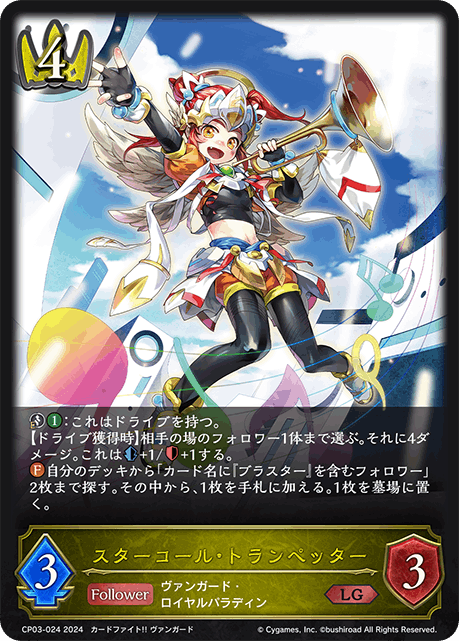 4
1：これはドライブを持つ。
【ドライブ獲得時】相手の場のフォロワー1体まで選ぶ。それに4ダ
メージ。これは+1/+1する。
F 自分のデッキから「カード名に『ブラスター』を含むフォロワー」
2枚まで探す。その中から、1枚を手札に加える。1枚を墓場に置
く。
スターコール・トランペッター
3
Follower
ヴァンガード・
ロイヤルパラディン
LG
3
CP03-024 2024 カードファイト!! ヴァンガード
© Cygames, Inc. ©bushiroad All Rights Reserved.